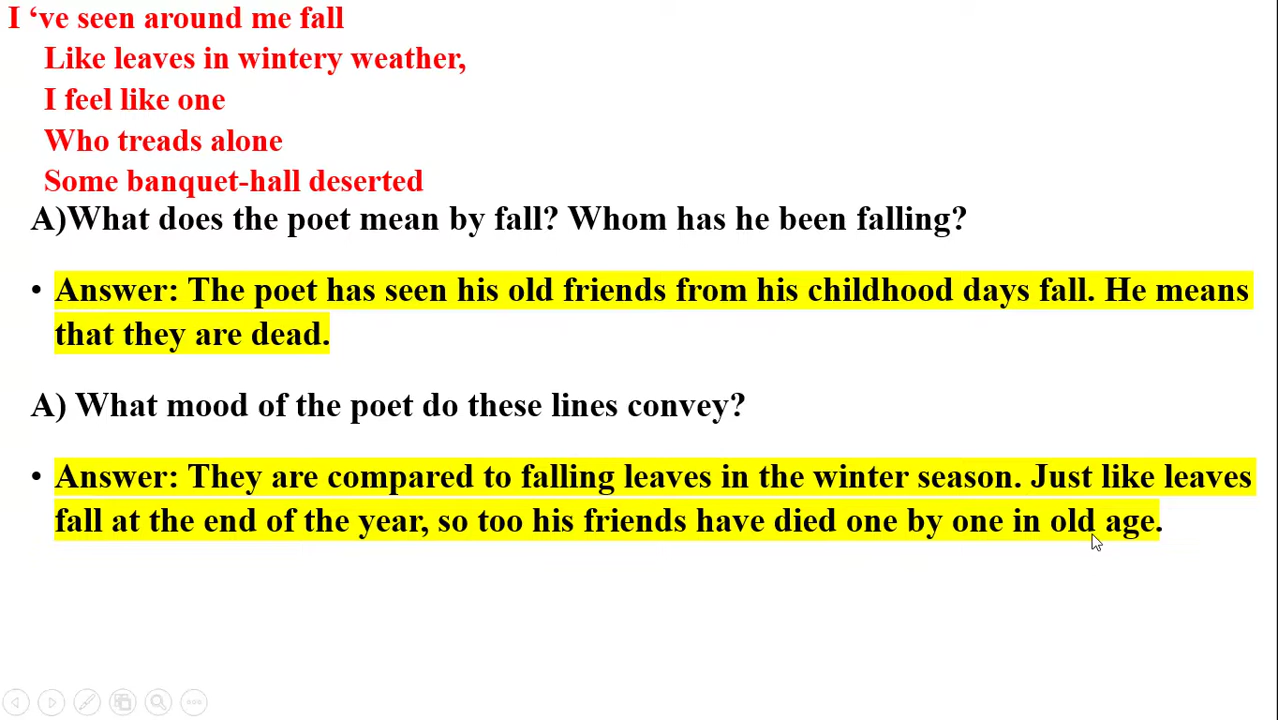 I ‘ve seen around me fall
Like leaves in wintery weather,
I feel like one
Who treads alone
Some banquet-hall deserted
A)What does the poet mean by fall? Whom has he been falling?
• Answer: The poet has seen his old friends from his childhood days fall. He means
that they are dead.
A) What mood of the poet do these lines convey?
• Answer: They are compared to falling leaves in the winter season. Just like leaves
fall at the end of the year, so too his friends have died one by one in old age.